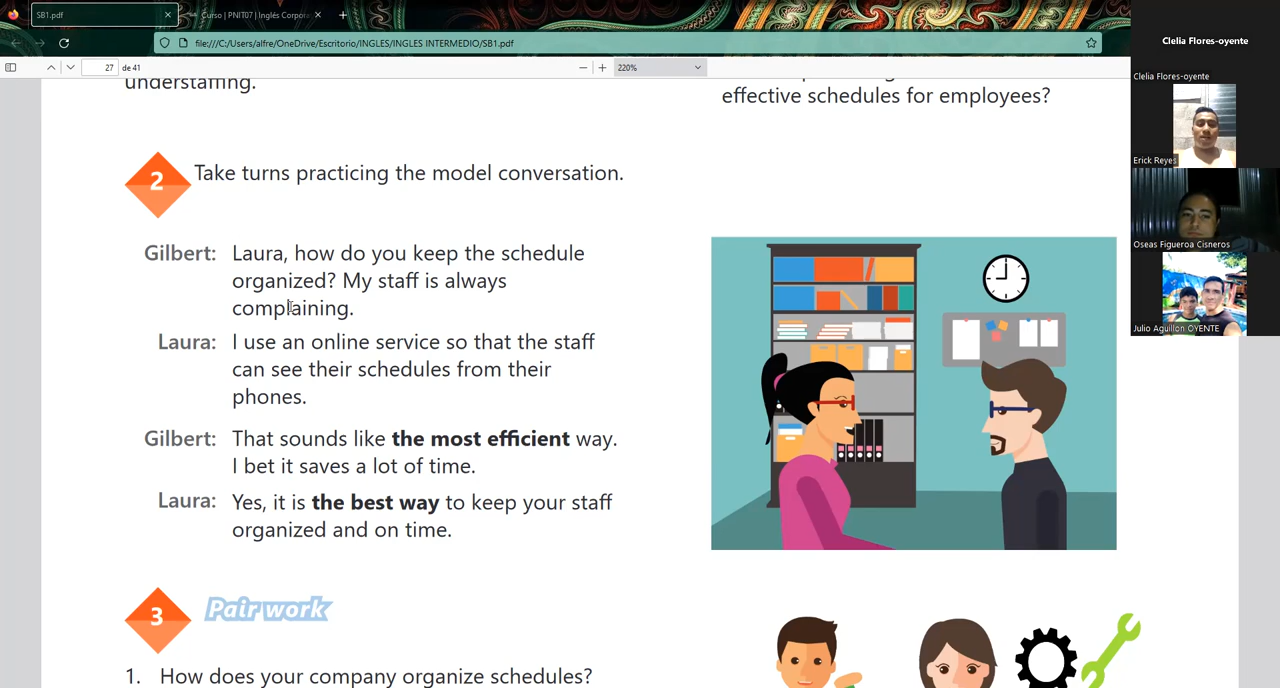 SB1.pdf
Curso | PNIT07 | Inglés Corpora
file:///C:/Users/alfre/OneDrive/Escritorio/INGLES/INGLES INTERMEDIO/SB1.pdf
27 de 41
220%
understaffing.
effective schedules for employees?
2 Take turns practicing the model conversation.
Gilbert: Laura, how do you keep the schedule
organized? My staff is always
complaining.
Laura: I use an online service so that the staff
can see their schedules from their
phones.
Gilbert: That sounds like the most efficient way.
I bet it saves a lot of time.
Laura: Yes, it is the best way to keep your staff
organized and on time.
3 Pair work
1. How does your company organize schedules?
Clelia Flores-oyente
Clelia Flores-oyente
Erick Reyes
Oseas Figueroa Cisneros
Julio Aguillon OYENTE